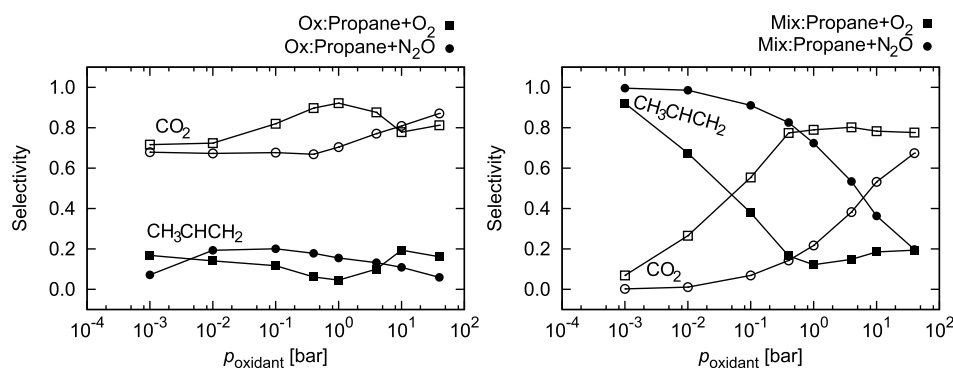 Ox:Propane+O₂
Ox:Propane+N₂O
Selectivity
1.0
0.8
0.6
0.4
0.2
0.0
CO₂
CH₃CHCH₂
10⁻⁴ 10⁻³ 10⁻² 10⁻¹ 10⁰ 10¹ 10²
p_oxidant [bar]
Mix:Propane+O₂
Mix:Propane+N₂O
Selectivity
1.0
0.8
0.6
0.4
0.2
0.0
CH₃CHCH₂
CO₂
10⁻⁴ 10⁻³ 10⁻² 10⁻¹ 10⁰ 10¹ 10²
p_oxidant [bar]